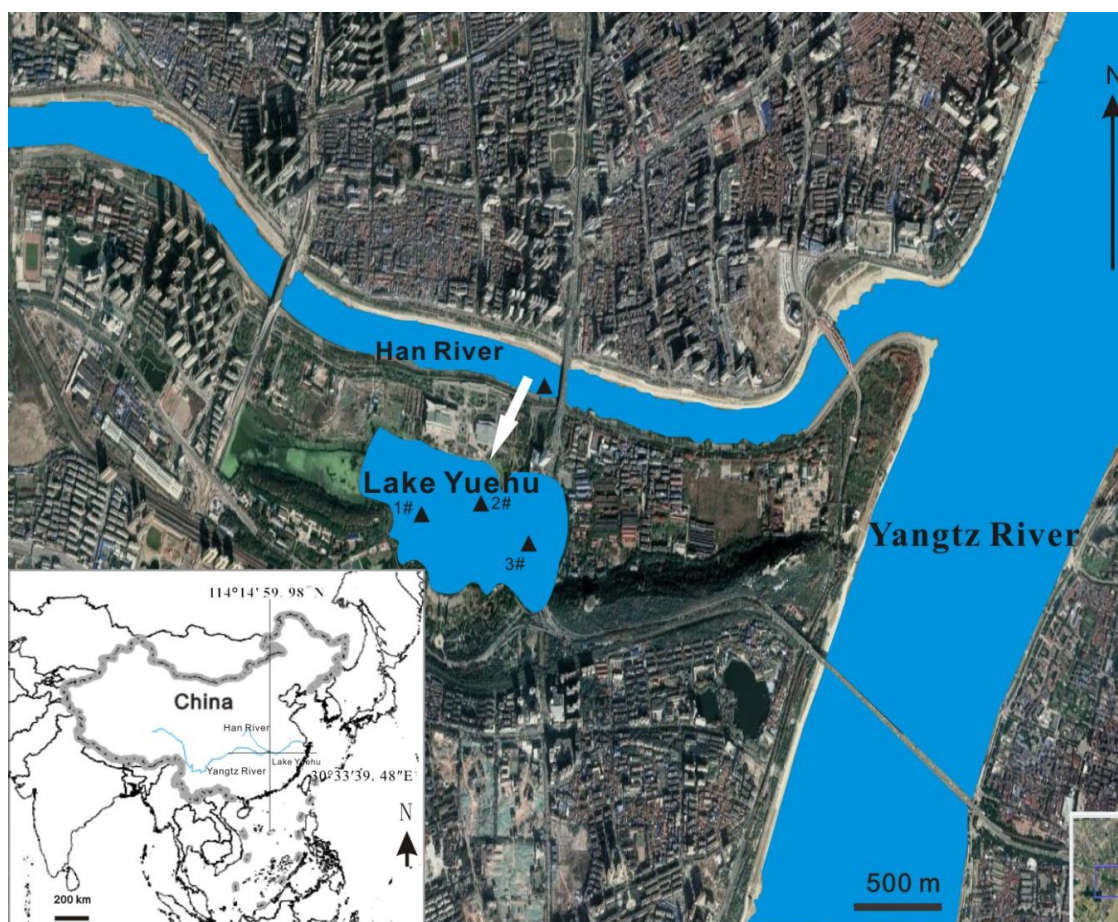 N
Han River
Lake Yuehu
1#
2#
3#
Yangtz River
114°14′59.98″N
China
Han River
Lake Yuehu
Yangtz River
30°33′39.48″E
N
200 km
500 m